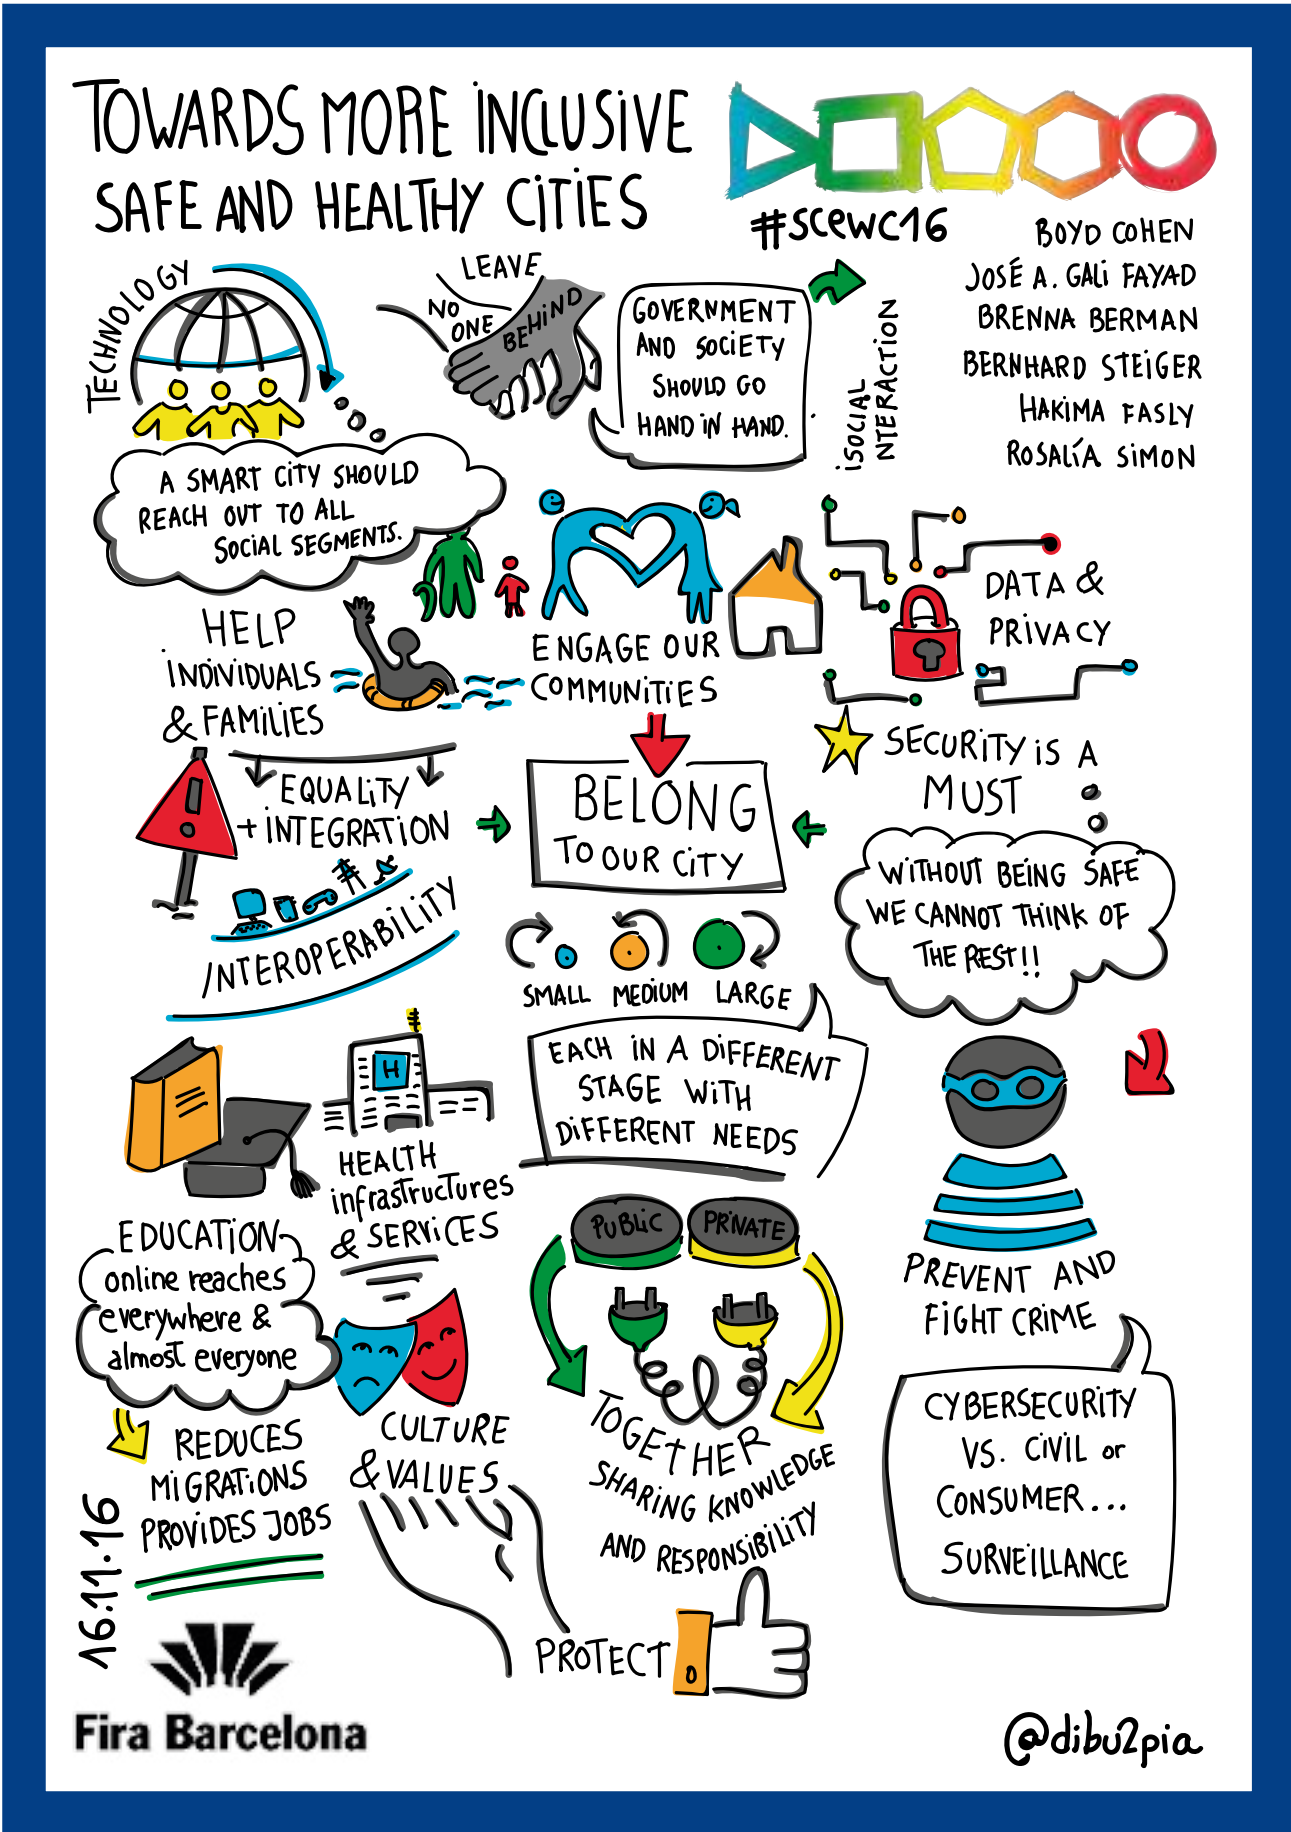 TOWARDS MORE INCLUSIVE
SAFE AND HEALTHY CITIES
#scewc16
BOYD COHEN
JOSÉ A. GALI FAYAD
BRENNA BERMAN
BERNHARD STEIGER
HAKIMA FASLY
ROSALÍA SIMON
TECHNOLOGY
LEAVE
NO
ONE
BEHIND
GOVERNMENT
AND SOCIETY
SHOULD GO
HAND IN HAND.
SOCIAL
INTERACTION
A SMART CITY SHOULD
REACH OUT TO ALL
SOCIAL SEGMENTS.
HELP
INDIVIDUALS
& FAMILIES
ENGAGE OUR
COMMUNITIES
DATA &
PRIVACY
SECURITY IS A
MUST
EQUALITY
+ INTEGRATION
BELONG
TO OUR CITY
WITHOUT BEING SAFE
WE CANNOT THINK OF
THE REST!!
INTEROPERABILITY
SMALL MEDIUM LARGE
EACH IN A DIFFERENT
STAGE WITH
DIFFERENT NEEDS
H
HEALTH
infrastructures
& SERVICES
EDUCATION
online reaches
everywhere &
almost everyone
PUBLIC PRIVATE
PREVENT AND
FIGHT CRIME
CYBERSECURITY
VS. CIVIL or
CONSUMER...
SURVEILLANCE
TOGETHER
SHARING KNOWLEDGE
AND RESPONSIBILITY
CULTURE
& VALUES
REDUCES
MIGRATIONS
PROVIDES JOBS
16.11.16
PROTECT
Fira Barcelona
@dibu2pia